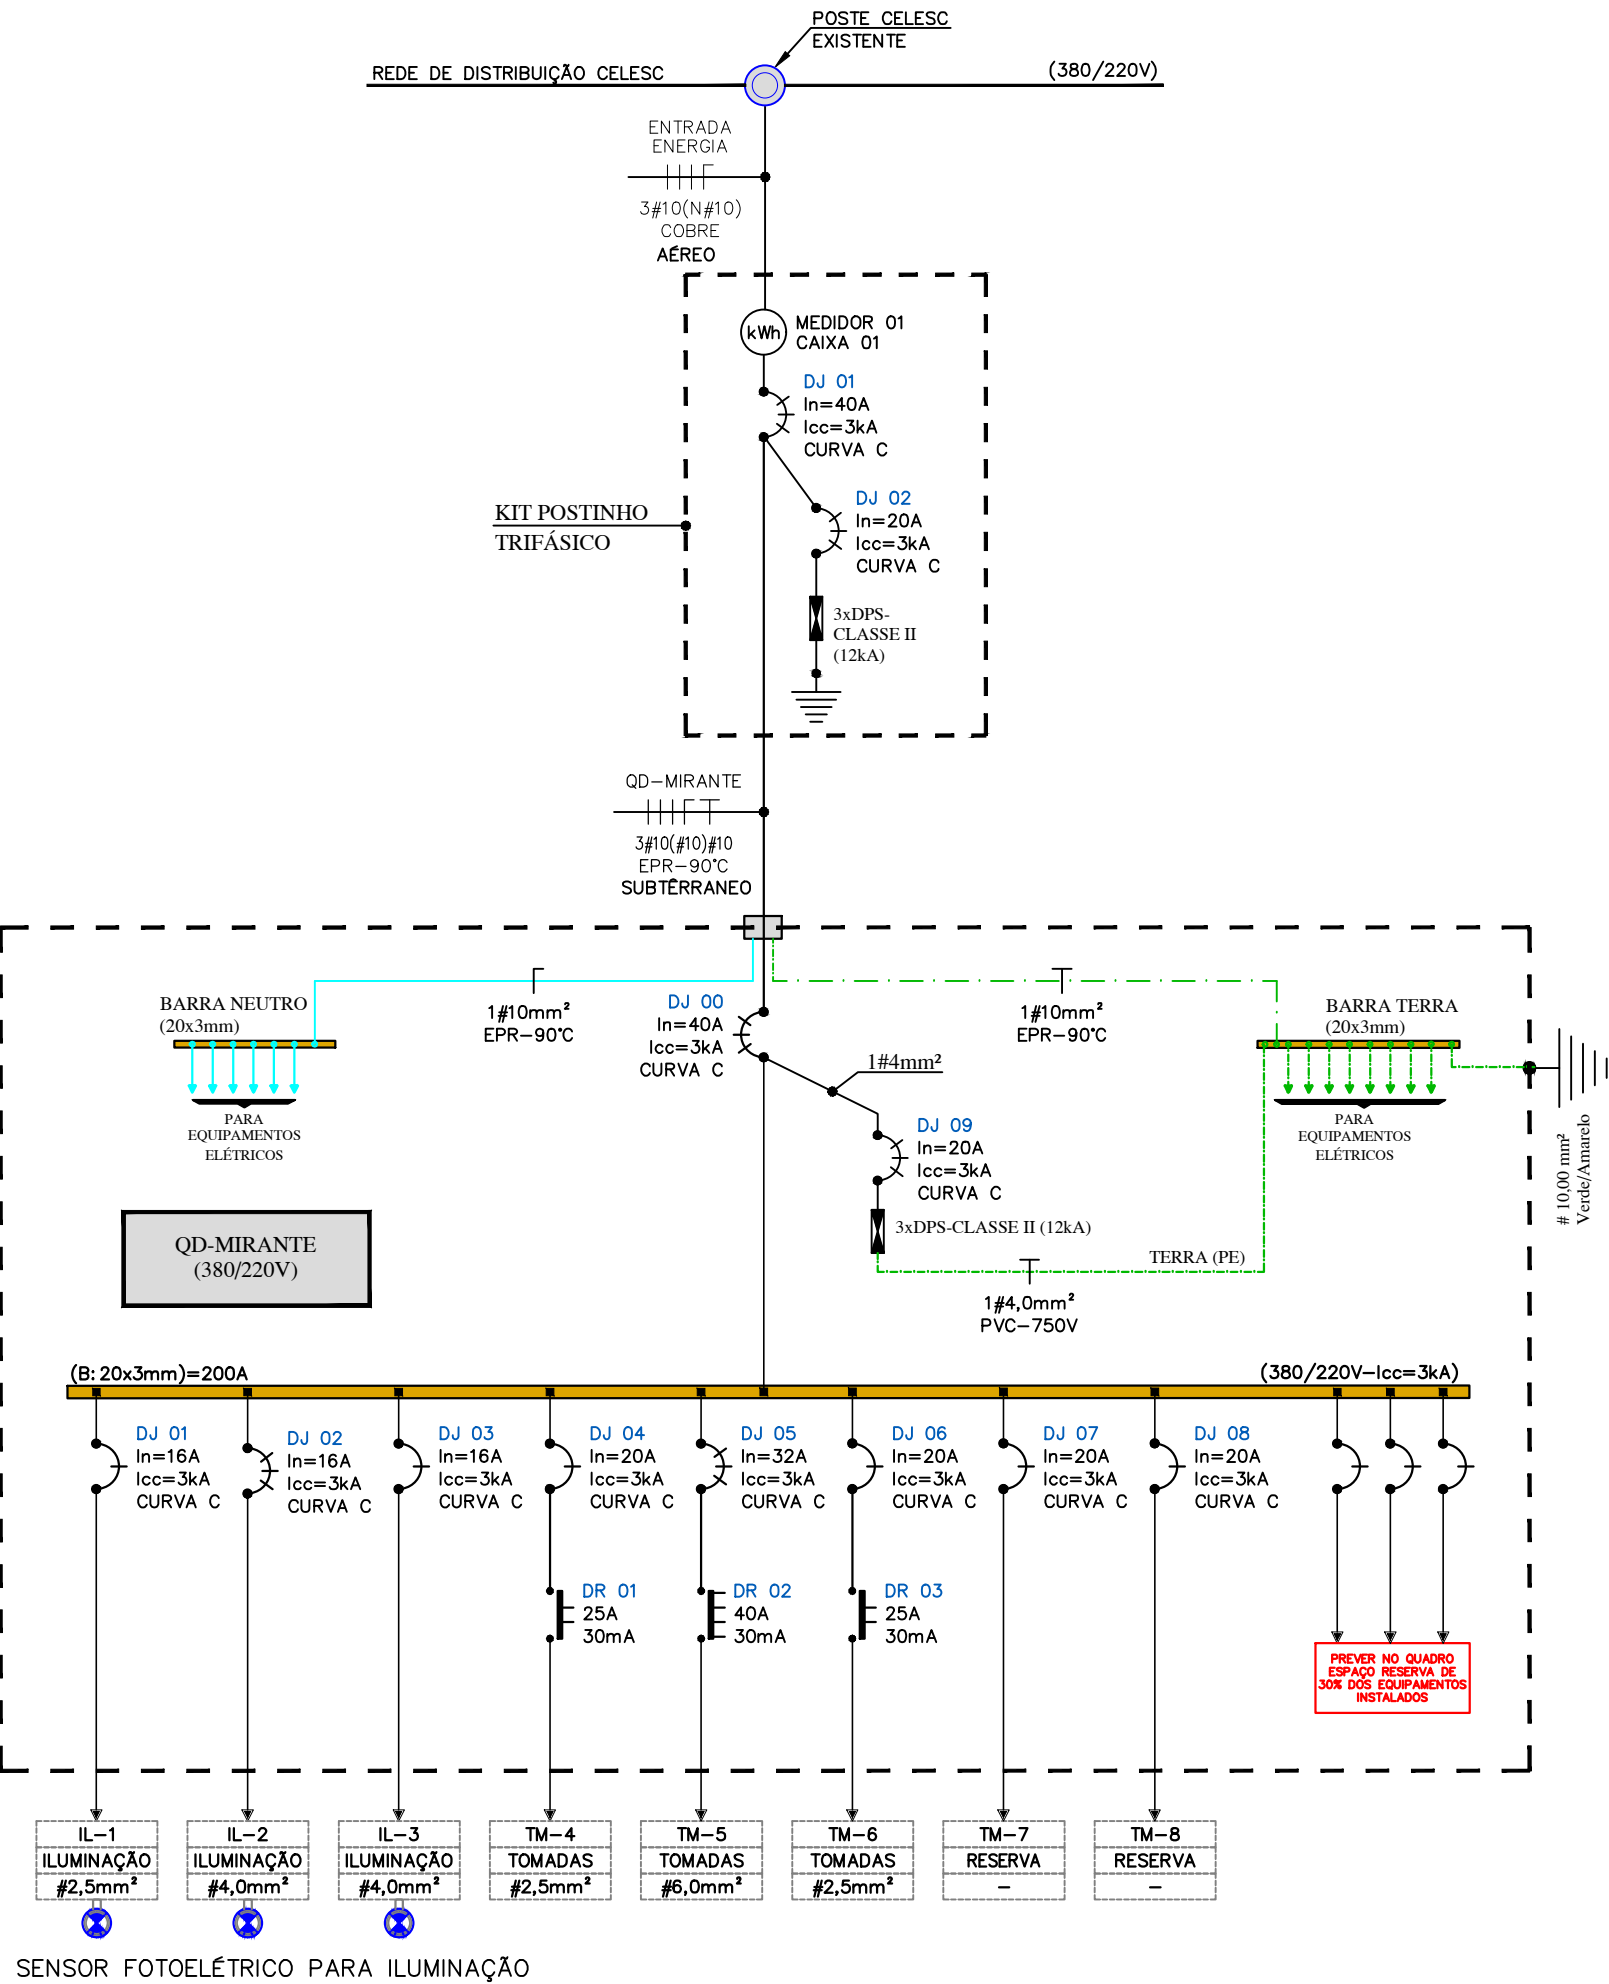 POSTE CELESC
EXISTENTE
REDE DE DISTRIBUIÇÃO CELESC
(380/220V)
ENTRADA
ENERGIA
3#10(N#10)
COBRE
AÉREO
kWh
MEDIDOR 01
CAIXA 01
DJ 01
In=40A
Icc=3kA
CURVA C
DJ 02
In=20A
Icc=3kA
CURVA C
KIT POSTINHO
TRIFÁSICO
3xDPS-
CLASSE II
(12kA)
QD-MIRANTE
3#10(#10)#10
EPR-90°C
SUBTÊRRANEO
BARRA NEUTRO
(20x3mm)
1#10mm²
EPR-90°C
DJ 00
In=40A
Icc=3kA
CURVA C
1#10mm²
EPR-90°C
BARRA TERRA
(20x3mm)
1#4mm²
PARA
EQUIPAMENTOS
ELÉTRICOS
DJ 09
In=20A
Icc=3kA
CURVA C
PARA
EQUIPAMENTOS
ELÉTRICOS
# 10,00 mm²
Verde/Amarelo
3xDPS-CLASSE II (12kA)
QD-MIRANTE
(380/220V)
TERRA (PE)
1#4,0mm²
PVC-750V
(B: 20x3mm)=200A
(380/220V-Icc=3kA)
DJ 01
In=16A
Icc=3kA
CURVA C
DJ 02
In=16A
Icc=3kA
CURVA C
DJ 03
In=16A
Icc=3kA
CURVA C
DJ 04
In=20A
Icc=3kA
CURVA C
DJ 05
In=32A
Icc=3kA
CURVA C
DJ 06
In=20A
Icc=3kA
CURVA C
DJ 07
In=20A
Icc=3kA
CURVA C
DJ 08
In=20A
Icc=3kA
CURVA C
DR 01
25A
30mA
DR 02
40A
30mA
DR 03
25A
30mA
PREVER NO QUADRO
ESPAÇO RESERVA DE
30% DOS EQUIPAMENTOS
INSTALADOS
IL-1
ILUMINAÇÃO
#2,5mm²
IL-2
ILUMINAÇÃO
#4,0mm²
IL-3
ILUMINAÇÃO
#4,0mm²
TM-4
TOMADAS
#2,5mm²
TM-5
TOMADAS
#6,0mm²
TM-6
TOMADAS
#2,5mm²
TM-7
RESERVA
-
TM-8
RESERVA
-
SENSOR FOTOELÉTRICO PARA ILUMINAÇÃO